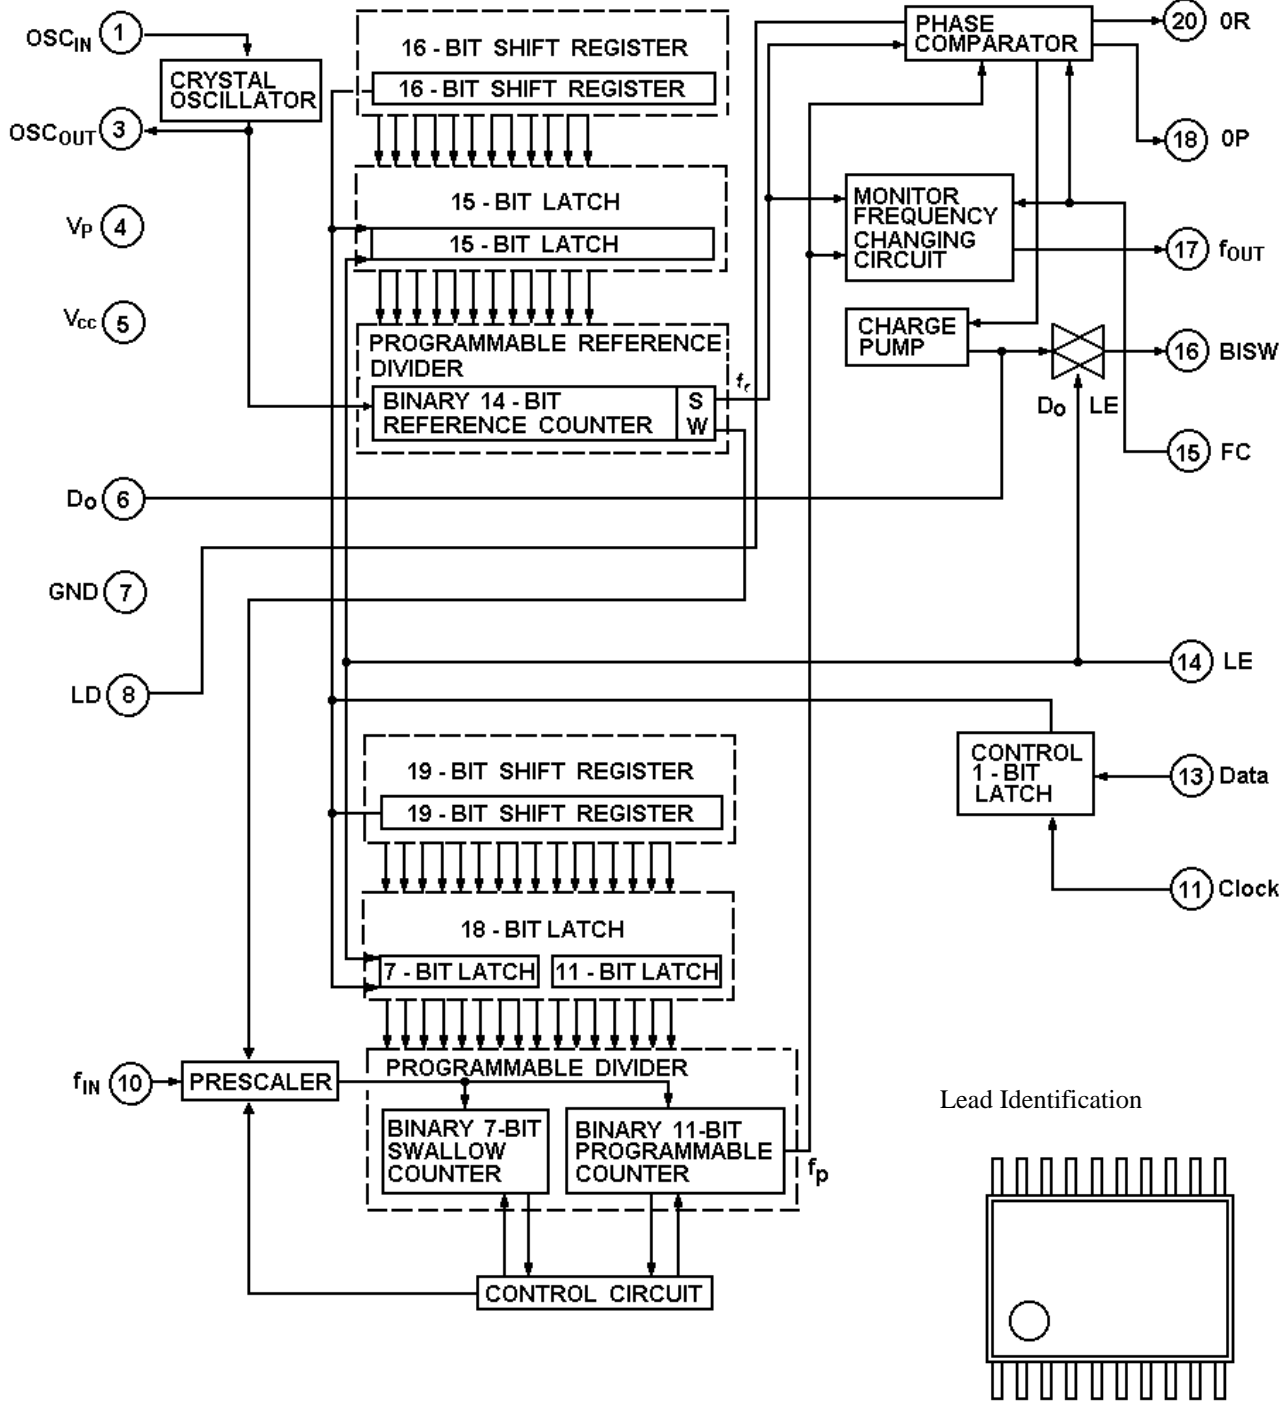 OSCIN 1
CRYSTAL
OSCILLATOR
OSCOUT 3
VP 4
Vcc 5
Do 6
GND 7
LD 8
fIN 10
PRESCALER
16 - BIT SHIFT REGISTER
16 - BIT SHIFT REGISTER
15 - BIT LATCH
15 - BIT LATCH
PROGRAMMABLE REFERENCE
DIVIDER
BINARY 14 - BIT
REFERENCE COUNTER
S
W
fr
19 - BIT SHIFT REGISTER
19 - BIT SHIFT REGISTER
18 - BIT LATCH
7 - BIT LATCH
11 - BIT LATCH
PROGRAMMABLE DIVIDER
BINARY 7-BIT
SWALLOW
COUNTER
BINARY 11-BIT
PROGRAMMABLE
COUNTER
fp
CONTROL CIRCUIT
PHASE
COMPARATOR
MONITOR
FREQUENCY
CHANGING
CIRCUIT
CHARGE
PUMP
Do LE
CONTROL
1 - BIT
LATCH
20 0R
18 0P
17 fOUT
16 BISW
15 FC
14 LE
13 Data
11 Clock
Lead Identification